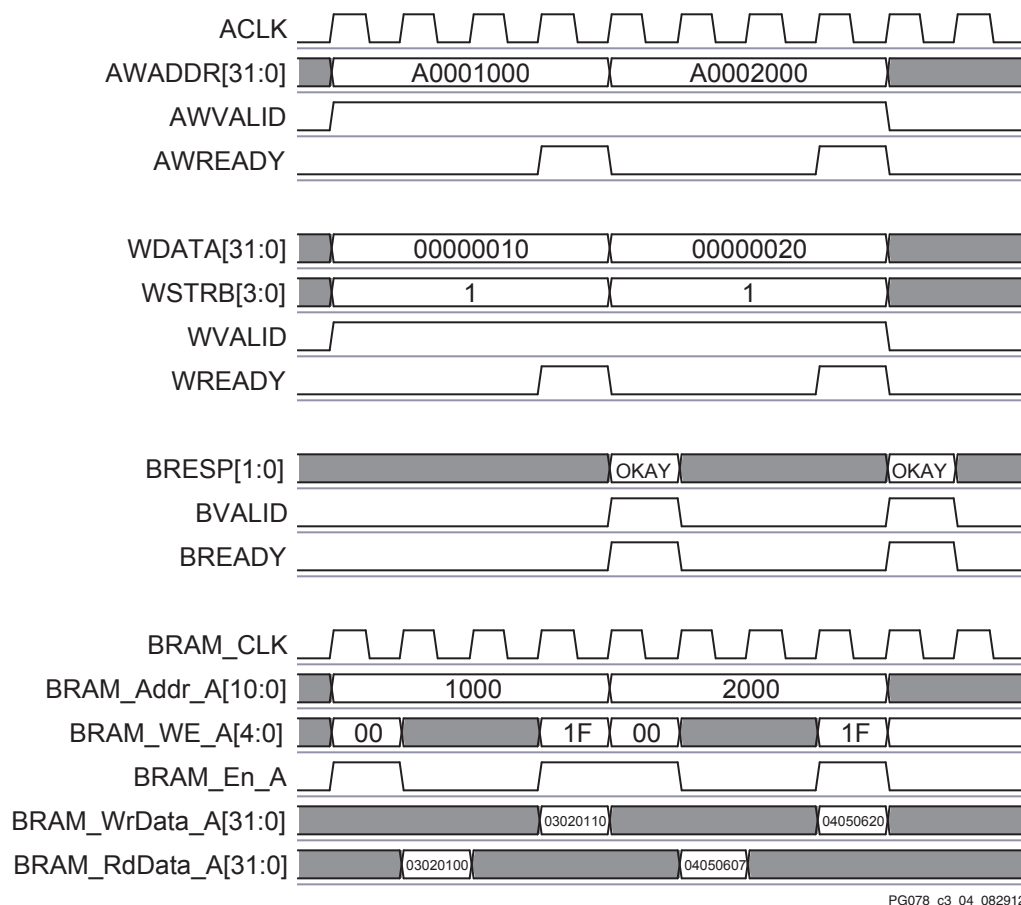 ACLK
AWADDR[31:0] A0001000 A0002000
AWVALID
AWREADY
WDATA[31:0] 00000010 00000020
WSTRB[3:0] 1 1
WVALID
WREADY
BRESP[1:0] OKAY OKAY
BVALID
BREADY
BRAM_CLK
BRAM_Addr_A[10:0] 1000 2000
BRAM_WE_A[4:0] 00 1F 00 1F
BRAM_En_A
BRAM_WrData_A[31:0] 03020110 04050620
BRAM_RdData_A[31:0] 03020100 04050607
PG078_c3_04_082912